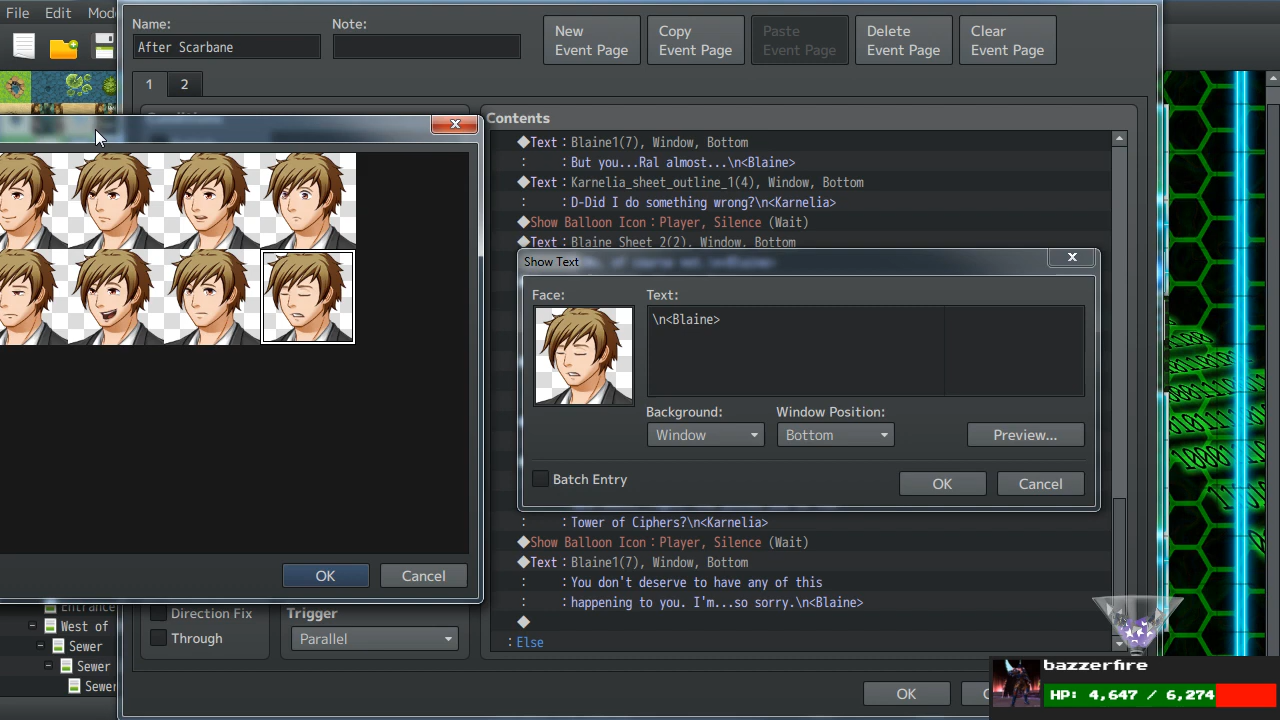 File Edit Mod
Name:
Note:
After Scarbane
New
Event Page
Copy
Event Page
Paste
Event Page
Delete
Event Page
Clear
Event Page
1 2
Contents
◆Text：Blaine1(7), Window, Bottom
:     ：But you...Ral almost...\n<Blaine>
◆Text：Karnelia_sheet_outline_1(4), Window, Bottom
:     ：D-Did I do something wrong?\n<Karnelia>
◆Show Balloon Icon：Player, Silence (Wait)
◆Text：Blaine Sheet 2(2), Window, Bottom
Show Text
Face:
Text:
\n<Blaine>
Background:
Window
Window Position:
Bottom
Preview...
Batch Entry
OK
Cancel
:     ：Tower of Ciphers?\n<Karnelia>
◆Show Balloon Icon：Player, Silence (Wait)
◆Text：Blaine1(7), Window, Bottom
:     ：You don't deserve to have any of this
:     ：happening to you. I'm...so sorry.\n<Blaine>
◆
：Else
OK
Cancel
Entrance
West of
Sewer
Sewer
Sewer
Direction Fix
Through
Trigger
Parallel
OK
bazzerfire
HP: 4,647 / 6,274